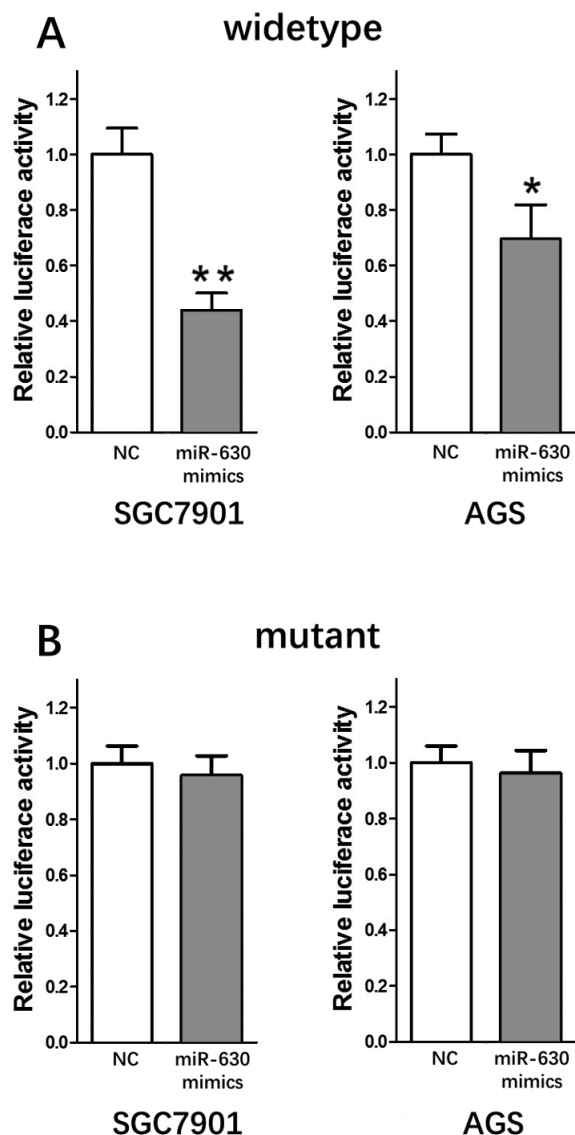 A
widetype
Relative luciferace activity
1.2
1.0
0.8
0.6
0.4
0.2
0.0
**
NC
miR-630
mimics
SGC7901
Relative luciferace activity
1.2
1.0
0.8
0.6
0.4
0.2
0.0
*
NC
miR-630
mimics
AGS
B
mutant
Relative luciferace activity
1.2
1.0
0.8
0.6
0.4
0.2
0.0
NC
miR-630
mimics
SGC7901
Relative luciferace activity
1.2
1.0
0.8
0.6
0.4
0.2
0.0
NC
miR-630
mimics
AGS